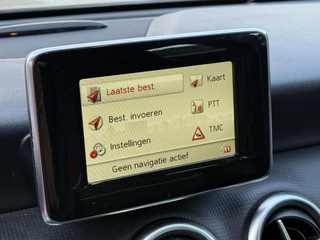 Laatste best.
Kaart
Best. invoeren
PTT
Instellingen
TMC
Geen navigatie actief